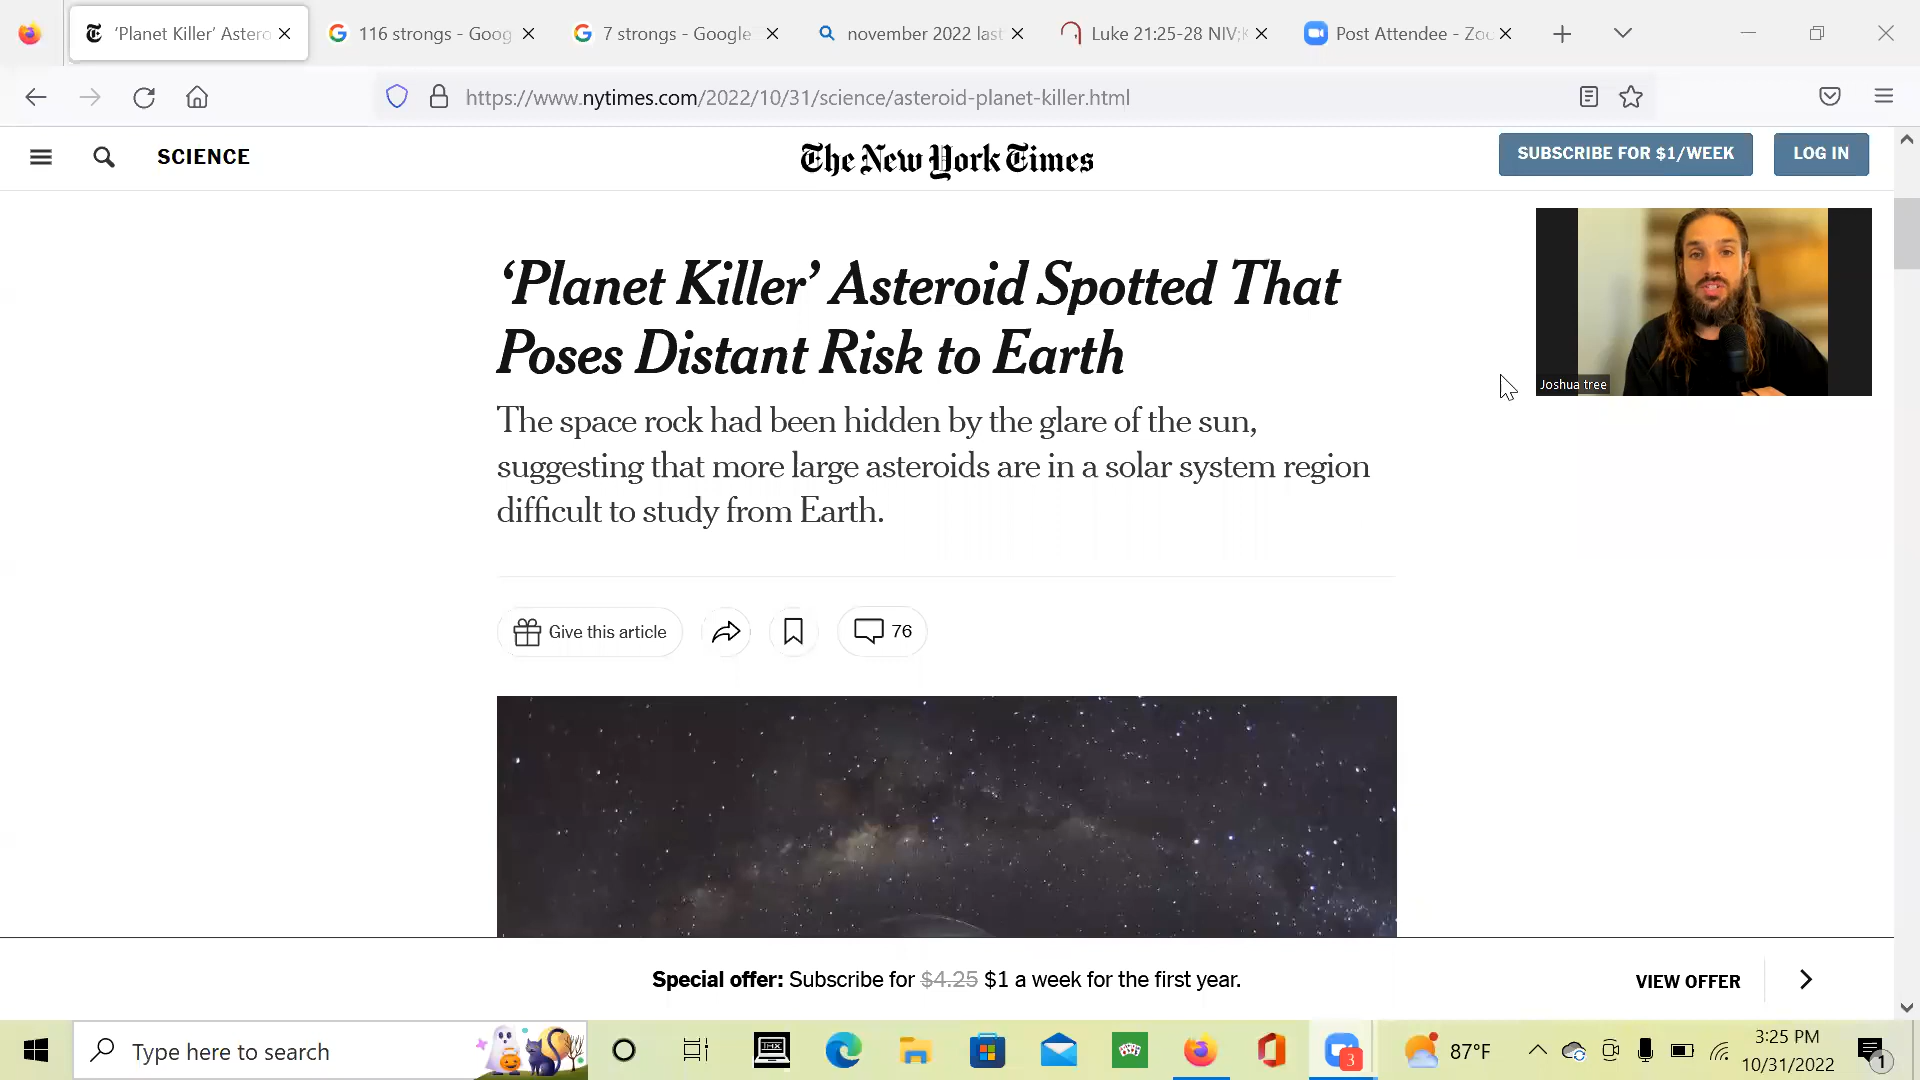 ‘Planet Killer’ Astero
116 strongs - Goog
7 strongs - Google
november 2022 last
Luke 21:25-28 NIV;K
Post Attendee - Zoo
https://www.nytimes.com/2022/10/31/science/asteroid-planet-killer.html
SCIENCE
The New York Times
SUBSCRIBE FOR $1/WEEK
LOG IN
‘Planet Killer’ Asteroid Spotted That
Poses Distant Risk to Earth
The space rock had been hidden by the glare of the sun,
suggesting that more large asteroids are in a solar system region
difficult to study from Earth.
Joshua tree
Give this article
76
Special offer: Subscribe for $4.25 $1 a week for the first year.
VIEW OFFER
Type here to search
3
87°F
3:25 PM
10/31/2022
1